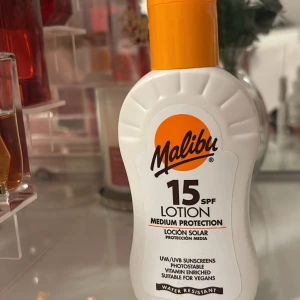 Malibu
15 SPF
LOTION
MEDIUM PROTECTION
LOCIÓN SOLAR
PROTECCIÓN MEDIA
UVA/UVB SUNSCREENS
PHOTOSTABLE
VITAMIN ENRICHED
SUITABLE FOR VEGANS
WATER RESISTANT